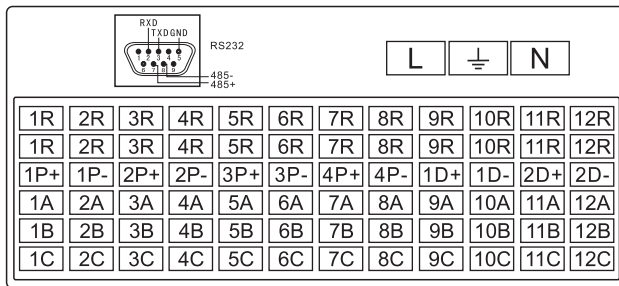 RXD
TXD GND
RS232
1 2 3 4 5
6 7 8 9
485-
485+
L N
1R 2R 3R 4R 5R 6R 7R 8R 9R 10R 11R 12R
1R 2R 3R 4R 5R 6R 7R 8R 9R 10R 11R 12R
1P+ 1P- 2P+ 2P- 3P+ 3P- 4P+ 4P- 1D+ 1D- 2D+ 2D-
1A 2A 3A 4A 5A 6A 7A 8A 9A 10A 11A 12A
1B 2B 3B 4B 5B 6B 7B 8B 9B 10B 11B 12B
1C 2C 3C 4C 5C 6C 7C 8C 9C 10C 11C 12C